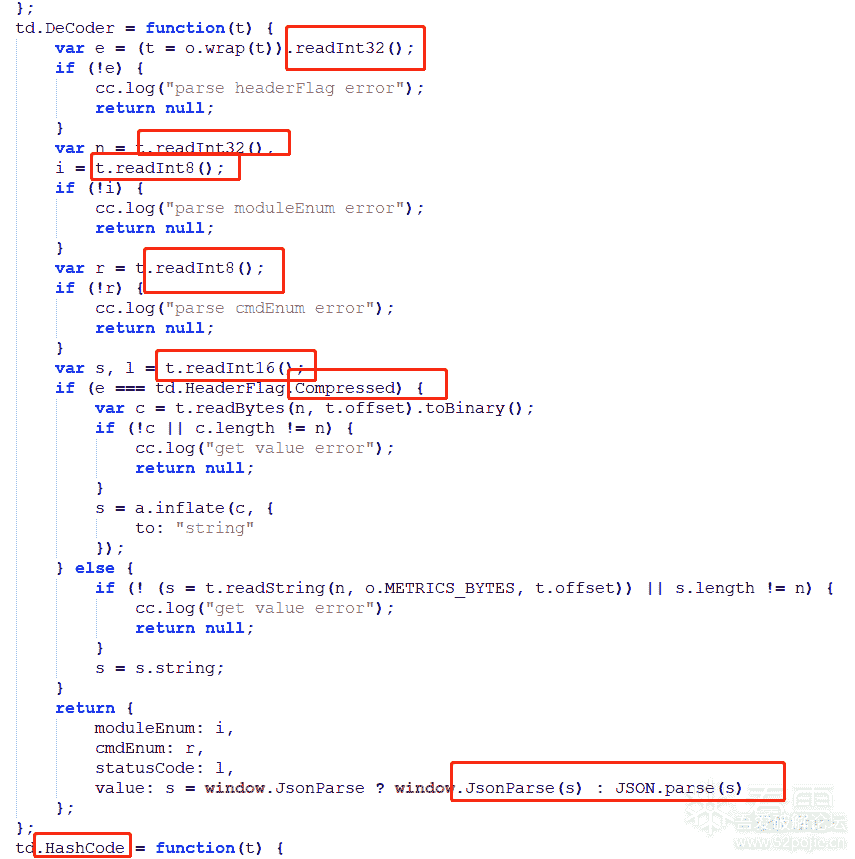 };
td.DeCoder = function(t) {
var e = (t = o.wrap(t)).readInt32();
if (!e) {
cc.log("parse headerFlag error");
return null;
}
var n = t.readInt32(),
i = t.readInt8();
if (!i) {
cc.log("parse moduleEnum error");
return null;
}
var r = t.readInt8();
if (!r) {
cc.log("parse cmdEnum error");
return null;
}
var s, l = t.readInt16();
if (e === td.HeaderFlag.Compressed) {
var c = t.readBytes(n, t.offset).toBinary();
if (!c || c.length != n) {
cc.log("get value error");
return null;
}
s = a.inflate(c, {
to: "string"
});
} else {
if (! (s = t.readString(n, o.METRICS_BYTES, t.offset)) || s.length != n) {
cc.log("get value error");
return null;
}
s = s.string;
}
return {
moduleEnum: i,
cmdEnum: r,
statusCode: l,
value: s = window.JsonParse ? window.JsonParse(s) : JSON.parse(s)
};
};
td.HashCode = function(t) {
www.52pojie.cn